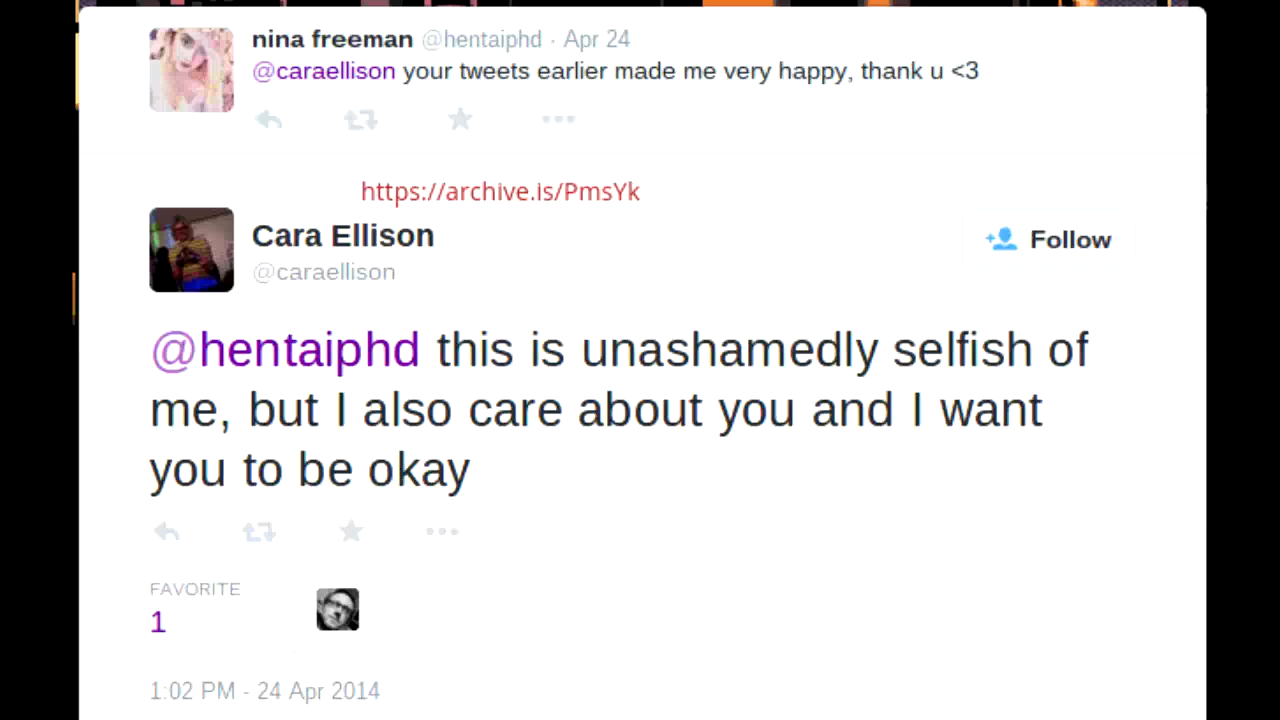 nina freeman @hentaiphd · Apr 24
@caraellison your tweets earlier made me very happy, thank u <3
https://archive.is/PmsYk
Cara Ellison
@caraellison
Follow
@hentaiphd this is unashamedly selfish of
me, but I also care about you and I want
you to be okay
FAVORITE
1
1:02 PM - 24 Apr 2014